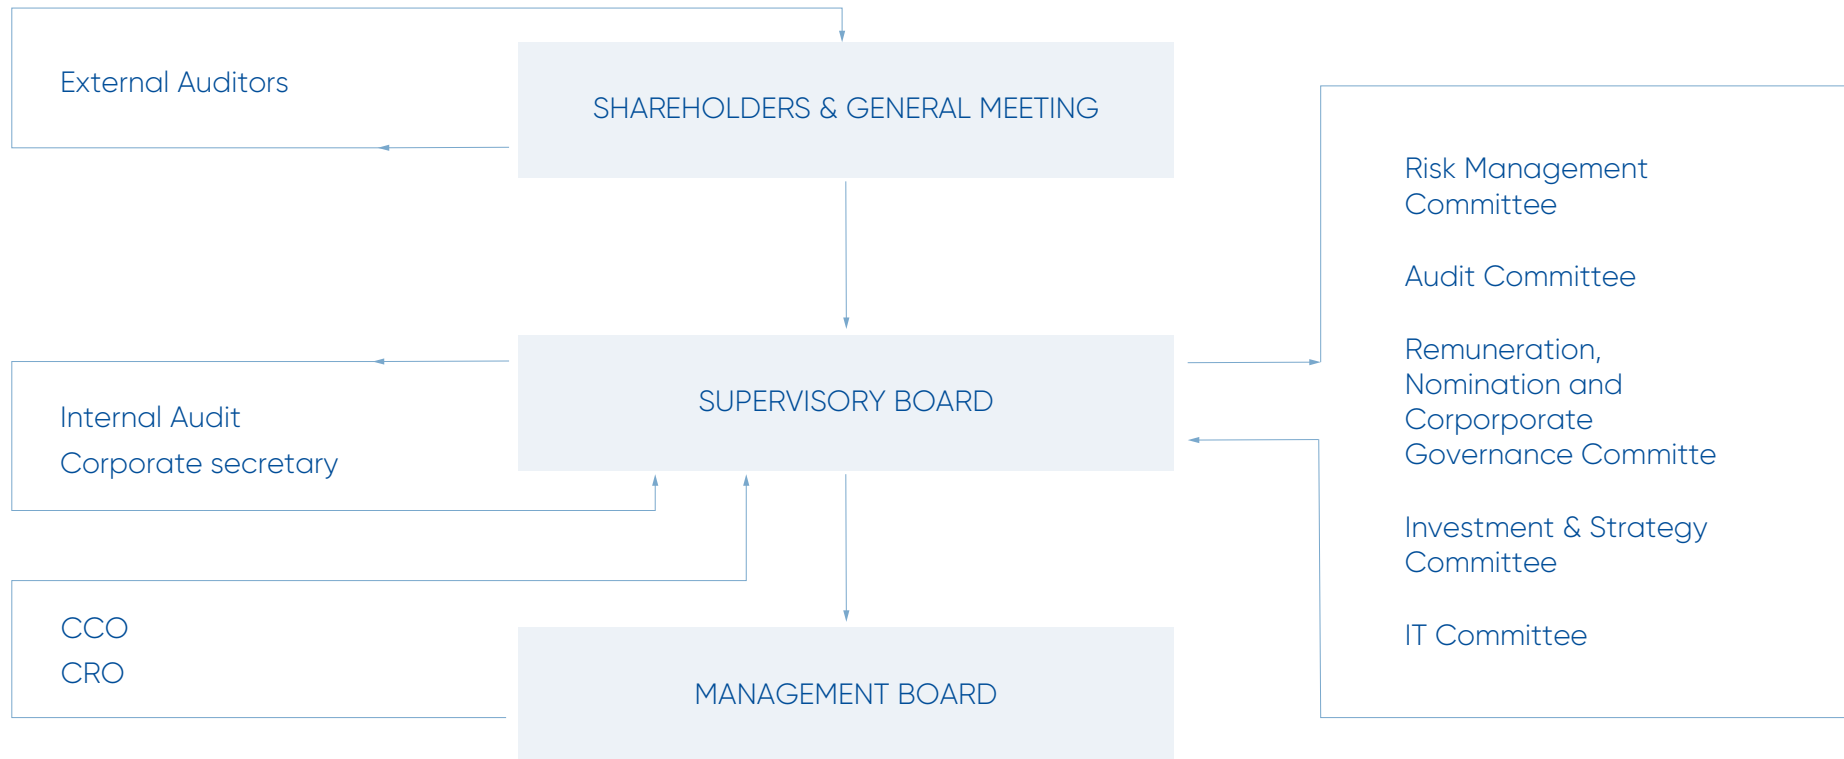 External Auditors
SHAREHOLDERS & GENERAL MEETING
Risk Management
Committee
Audit Committee
Remuneration,
Nomination and
Corporporate
Governance Committe
Investment & Strategy
Committee
IT Committee
SUPERVISORY BOARD
Internal Audit
Corporate secretary
CCO
CRO
MANAGEMENT BOARD